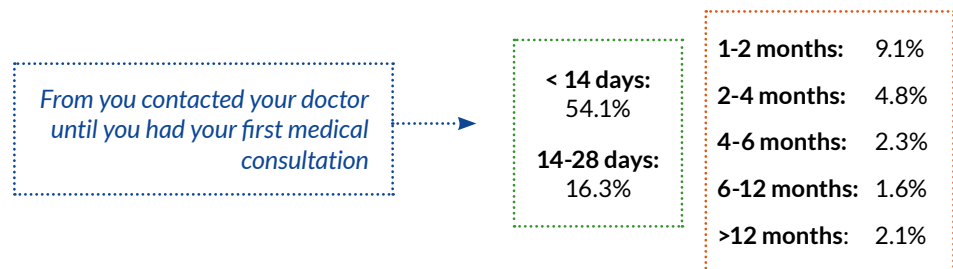 From you contacted your doctor
until you had your first medical
consultation
< 14 days:
54.1%
14-28 days:
16.3%
1-2 months: 9.1%
2-4 months: 4.8%
4-6 months: 2.3%
6-12 months: 1.6%
>12 months: 2.1%